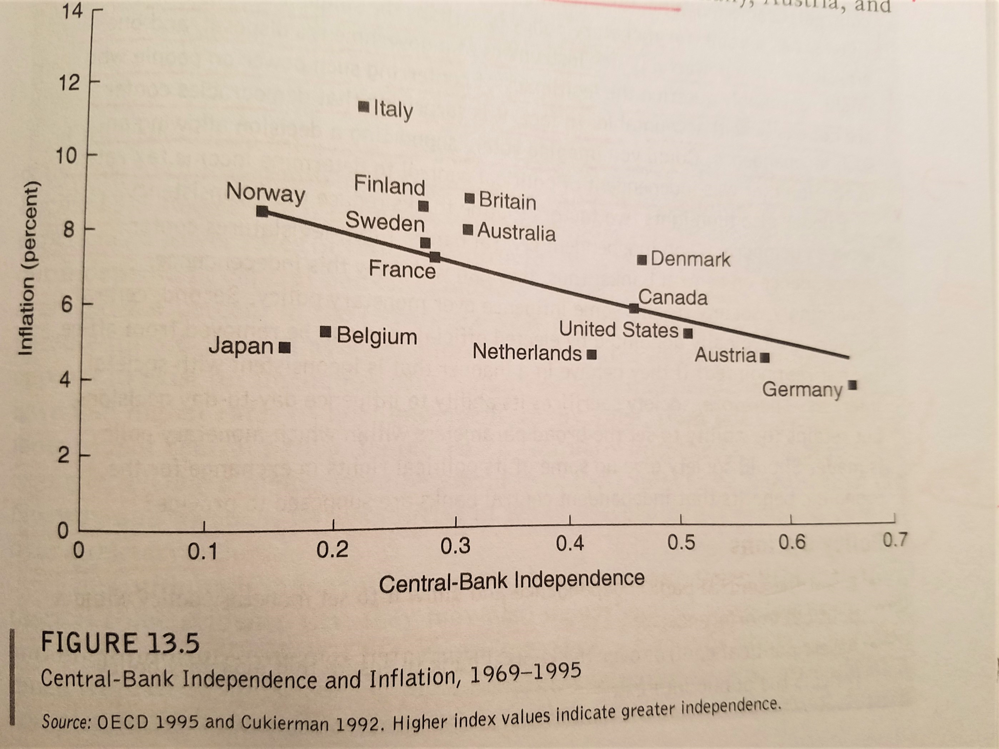 Austria, and
14
12
10
8
6
4
2
0
Inflation (percent)
Italy
Finland
Norway
Britain
Sweden
Australia
France
Denmark
Canada
United States
Belgium
Japan
Netherlands
Austria
Germany
0 0.1 0.2 0.3 0.4 0.5 0.6 0.7
Central-Bank Independence
FIGURE 13.5
Central-Bank Independence and Inflation, 1969–1995
Source: OECD 1995 and Cukierman 1992. Higher index values indicate greater independence.